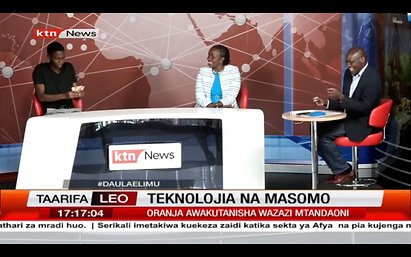 ktn News
ktn News
#DAULAELIMU
TAARIFA LEO
TEKNOLOJIA NA MASOMO
17:17:04
ORANJA AWAKUTANISHA WAZAZI MTANDAONI
athari za mradi huo. | Serikali imetakiwa kuekeza zaidi katika sekta ya Afya na pia kujenga